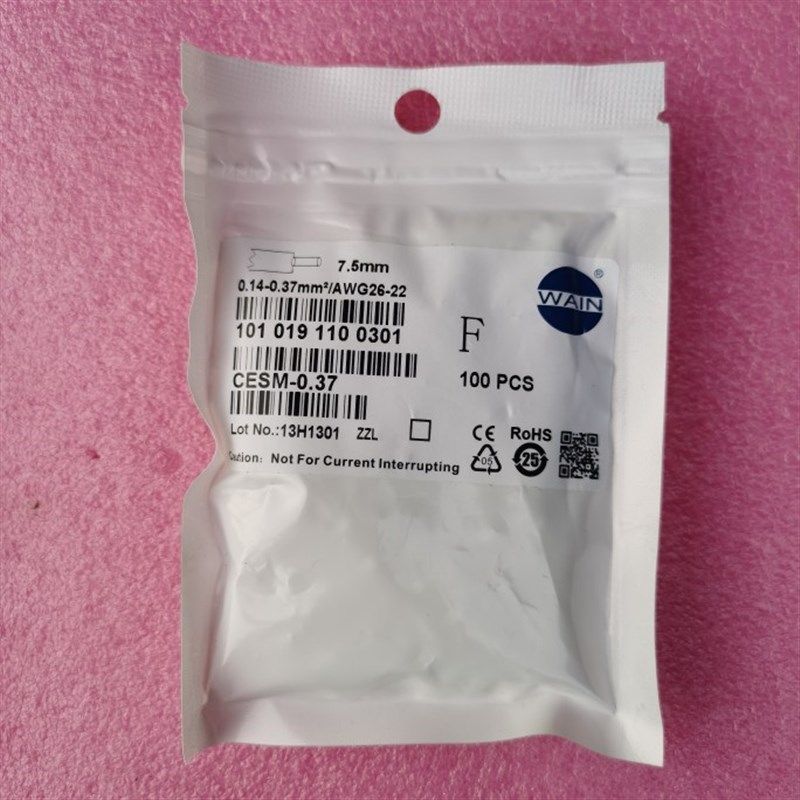 7.5mm
0.14-0.37mm²/AWG26-22
WAIN®
101 019 110 0301
F
CESM-0.37
100 PCS
Lot No.:13H1301 ZZL
CE RoHS
05 25
Caution: Not For Current Interrupting